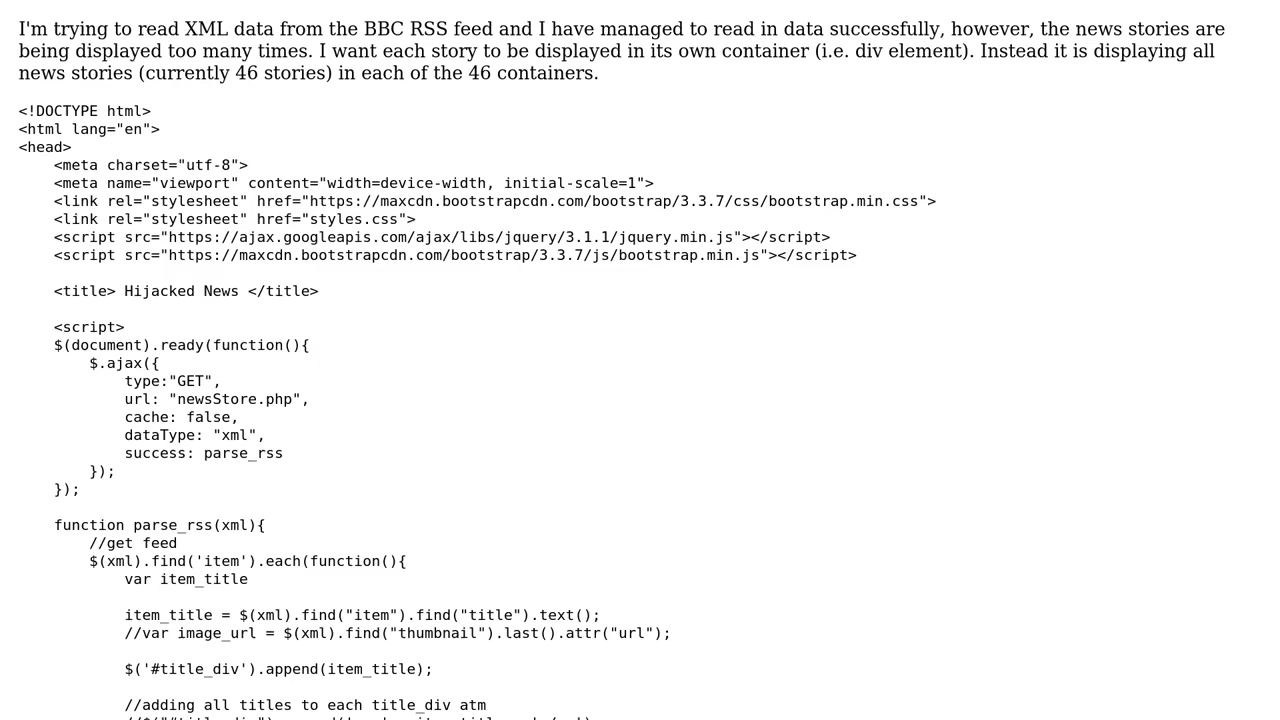 I'm trying to read XML data from the BBC RSS feed and I have managed to read in data successfully, however, the news stories are
being displayed too many times. I want each story to be displayed in its own container (i.e. div element). Instead it is displaying all
news stories (currently 46 stories) in each of the 46 containers.
<!DOCTYPE html>
<html lang="en">
<head>
    <meta charset="utf-8">
    <meta name="viewport" content="width=device-width, initial-scale=1">
    <link rel="stylesheet" href="https://maxcdn.bootstrapcdn.com/bootstrap/3.3.7/css/bootstrap.min.css">
    <link rel="stylesheet" href="styles.css">
    <script src="https://ajax.googleapis.com/ajax/libs/jquery/3.1.1/jquery.min.js"></script>
    <script src="https://maxcdn.bootstrapcdn.com/bootstrap/3.3.7/js/bootstrap.min.js"></script>
    <title> Hijacked News </title>
    <script>
    $(document).ready(function(){
        $.ajax({
            type:"GET",
            url: "newsStore.php",
            cache: false,
            dataType: "xml",
            success: parse_rss
        });
    });
    function parse_rss(xml){
        //get feed
        $(xml).find('item').each(function(){
            var item_title
            item_title = $(xml).find("item").find("title").text();
            //var image_url = $(xml).find("thumbnail").last().attr("url");
            $('#title_div').append(item_title);
            //adding all titles to each title_div atm